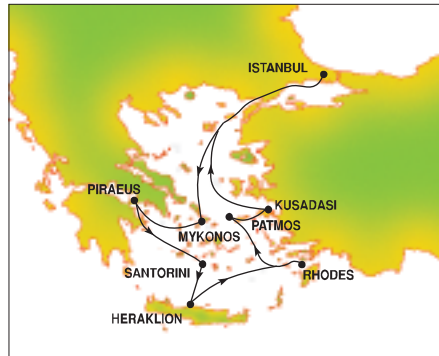 ISTANBUL
PIRAEUS
KUSADASI
PATMOS
MYKONOS
SANTORINI
RHODES
HERAKLION